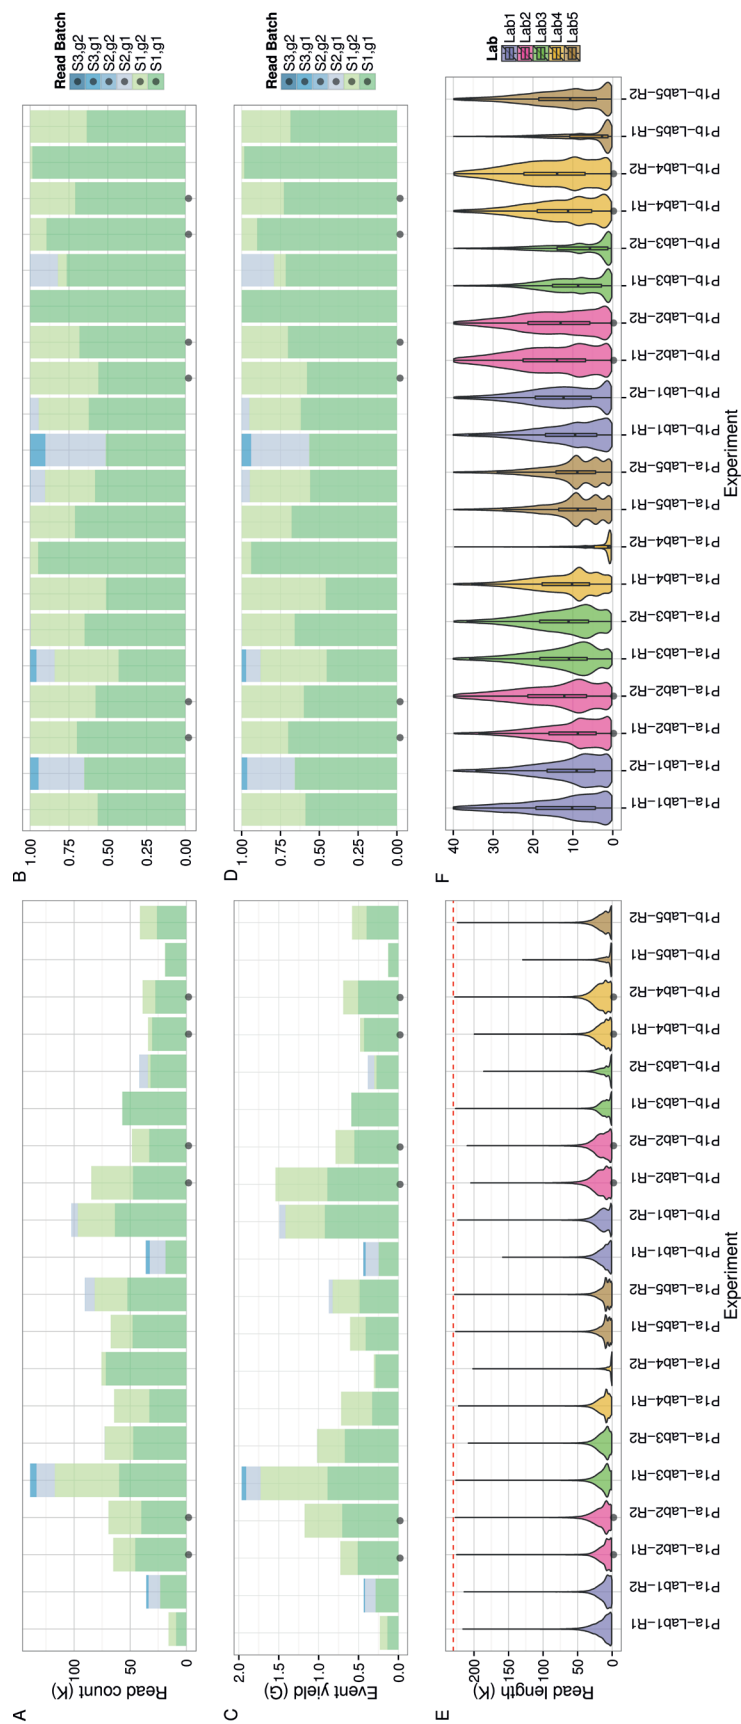 A
Read count (K)
100
50
0
B
1.00
0.75
0.50
0.25
0.00
Read Batch
S3,g2
S3,g1
S2,g2
S2,g1
S1,g2
S1,g1
C
Event yield (G)
2.0
1.5
1.0
0.5
0.0
D
1.00
0.75
0.50
0.25
0.00
Read Batch
S3,g2
S3,g1
S2,g2
S2,g1
S1,g2
S1,g1
E
Read length (K)
200
150
100
50
0
P1a-Lab1-R1
P1a-Lab1-R2
P1a-Lab2-R1
P1a-Lab2-R2
P1a-Lab3-R1
P1a-Lab3-R2
P1a-Lab4-R1
P1a-Lab4-R2
P1a-Lab5-R1
P1a-Lab5-R2
P1b-Lab1-R1
P1b-Lab1-R2
P1b-Lab2-R1
P1b-Lab2-R2
P1b-Lab3-R1
P1b-Lab3-R2
P1b-Lab4-R1
P1b-Lab4-R2
P1b-Lab5-R1
P1b-Lab5-R2
Experiment
F
40
30
20
10
0
P1a-Lab1-R1
P1a-Lab1-R2
P1a-Lab2-R1
P1a-Lab2-R2
P1a-Lab3-R1
P1a-Lab3-R2
P1a-Lab4-R1
P1a-Lab4-R2
P1a-Lab5-R1
P1a-Lab5-R2
P1b-Lab1-R1
P1b-Lab1-R2
P1b-Lab2-R1
P1b-Lab2-R2
P1b-Lab3-R1
P1b-Lab3-R2
P1b-Lab4-R1
P1b-Lab4-R2
P1b-Lab5-R1
P1b-Lab5-R2
Experiment
Lab
Lab1
Lab2
Lab3
Lab4
Lab5